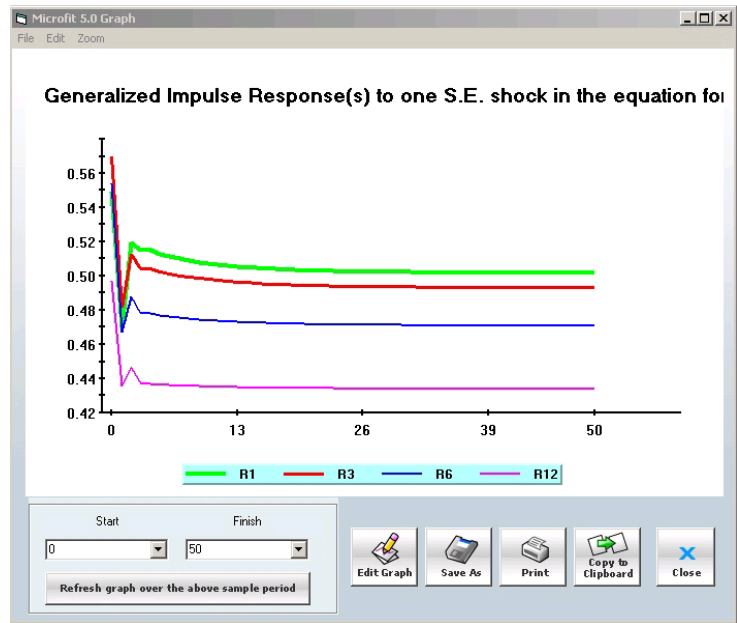 Microfit 5.0 Graph
File Edit Zoom
Generalized Impulse Response(s) to one S.E. shock in the equation for
0.56
0.54
0.52
0.50
0.48
0.46
0.44
0.42
0 13 26 39 50
R1 R3 R6 R12
Start Finish
0 50
Refresh graph over the above sample period
Edit Graph
Save As
Print
Copy to
Clipboard
Close